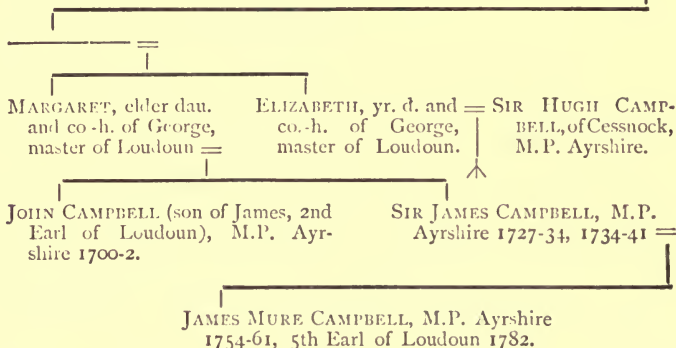 MARGARET, elder dau.
and co-h. of George,
master of Loudoun =
ELIZABETH, yr. d. and
co.-h. of George,
master of Loudoun.
= SIR HUGH CAMP-
BELL, of Cessnock,
M.P. Ayrshire.
JOHN CAMPBELL (son of James, 2nd
Earl of Loudoun), M.P. Ayr-
shire 1700-2.
SIR JAMES CAMPBELL, M.P.
Ayrshire 1727-34, 1734-41 =
JAMES MURE CAMPBELL, M.P. Ayrshire
1754-61, 5th Earl of Loudoun 1782.